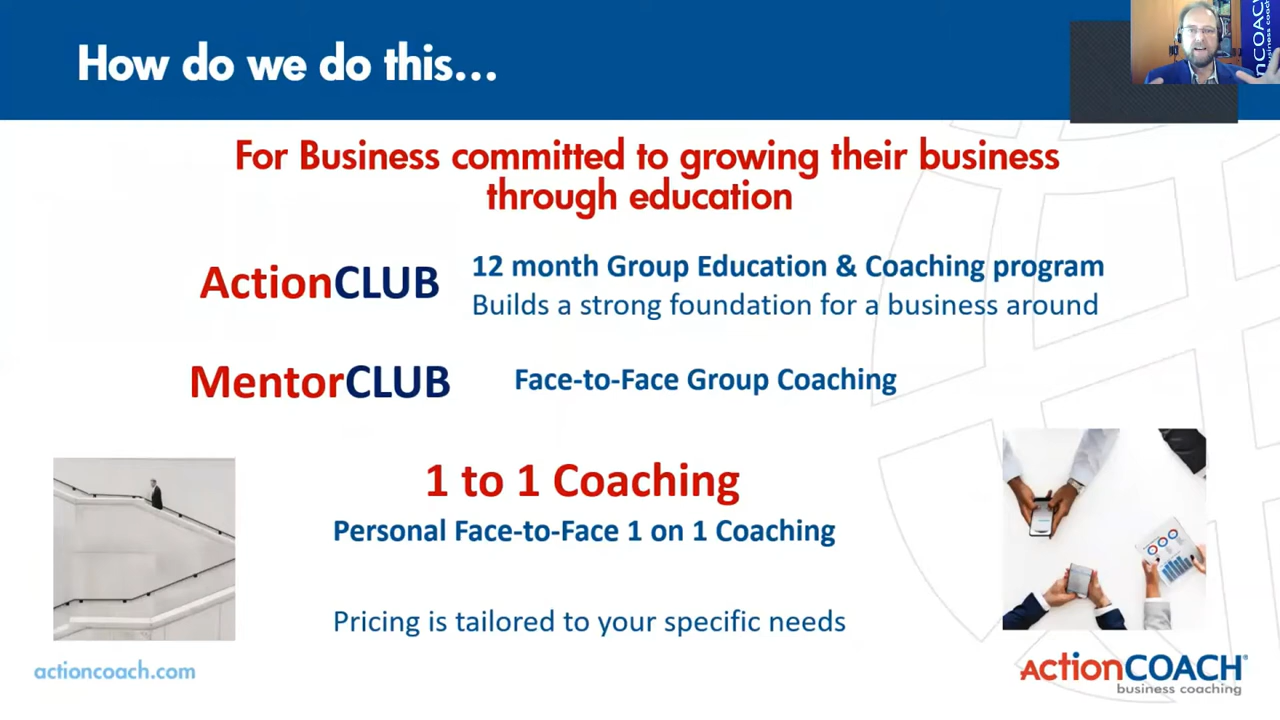 How do we do this...
For Business committed to growing their business
through education
ActionCLUB
12 month Group Education & Coaching program
Builds a strong foundation for a business around
MentorCLUB
Face-to-Face Group Coaching
1 to 1 Coaching
Personal Face-to-Face 1 on 1 Coaching
Pricing is tailored to your specific needs
actioncoach.com
ActionCOACH®
business coaching